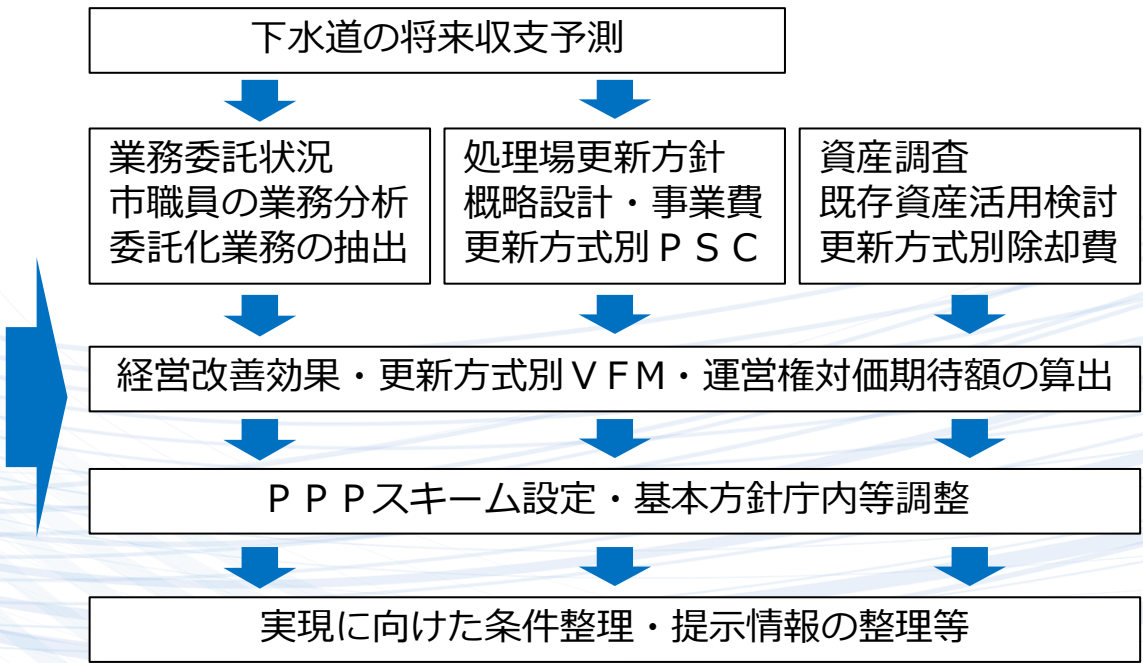 下水道の将来収支予測
業務委託状況
市職員の業務分析
委託化業務の抽出
処理場更新方針
概略設計・事業費
更新方式別ＰＳＣ
資産調査
既存資産活用検討
更新方式別除却費
経営改善効果・更新方式別ＶＦＭ・運営権対価期待額の算出
ＰＰＰスキーム設定・基本方針庁内等調整
実現に向けた条件整理・提示情報の整理等